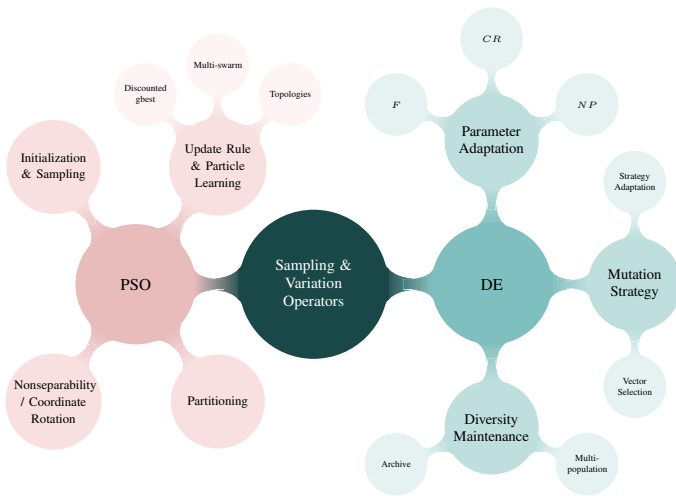 CR
Multi-swarm
Discounted
gbest
Topologies
F
NP
Parameter
Adaptation
Initialization
& Sampling
Update Rule
& Particle
Learning
Strategy
Adaptation
PSO
Sampling &
Variation
Operators
DE
Mutation
Strategy
Nonseparability
/ Coordinate
Rotation
Partitioning
Vector
Selection
Diversity
Maintenance
Archive
Multi-
population